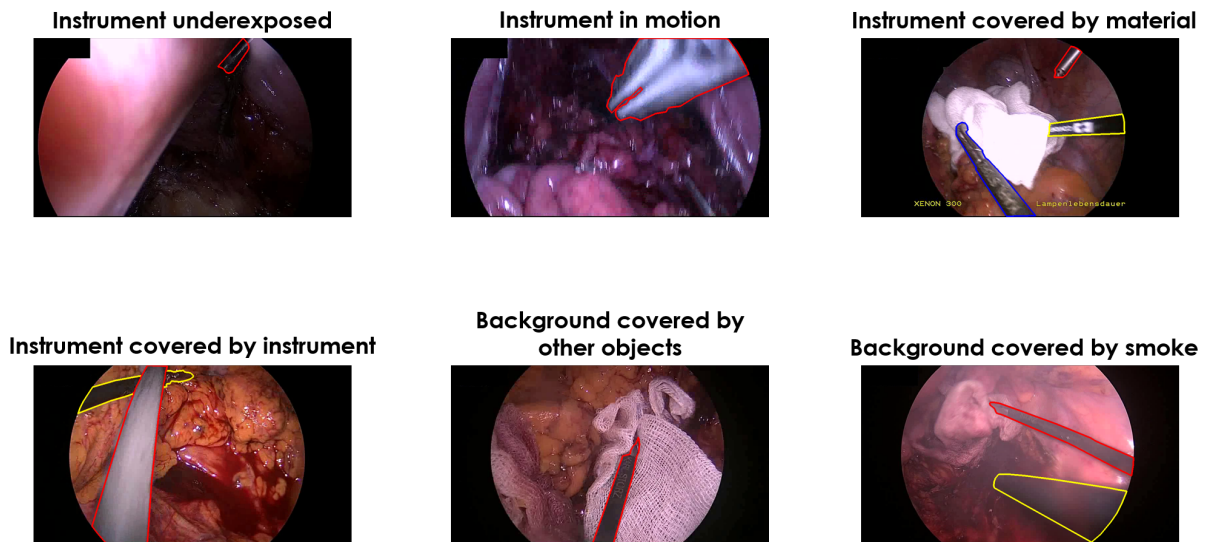 Instrument underexposed
Instrument in motion
Instrument covered by material
XENON 300
Lampenlebensdauer
Instrument covered by instrument
Background covered by
other objects
Background covered by smoke